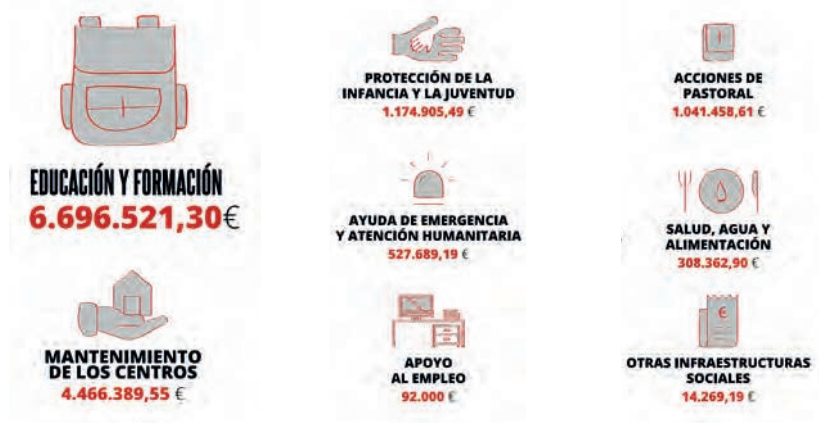 EDUCACIÓN Y FORMACIÓN
6.696.521,30€
MANTENIMIENTO
DE LOS CENTROS
4.466.389,55 €
PROTECCIÓN DE LA
INFANCIA Y LA JUVENTUD
1.174.905,49 €
AYUDA DE EMERGENCIA
Y ATENCIÓN HUMANITARIA
527.689,19 €
APOYO
AL EMPLEO
92.000 €
ACCIONES DE
PASTORAL
1.041.458,61 €
SALUD, AGUA Y
ALIMENTACIÓN
308.362,90 €
€
OTRAS INFRAESTRUCTURAS
SOCIALES
14.269,19 €